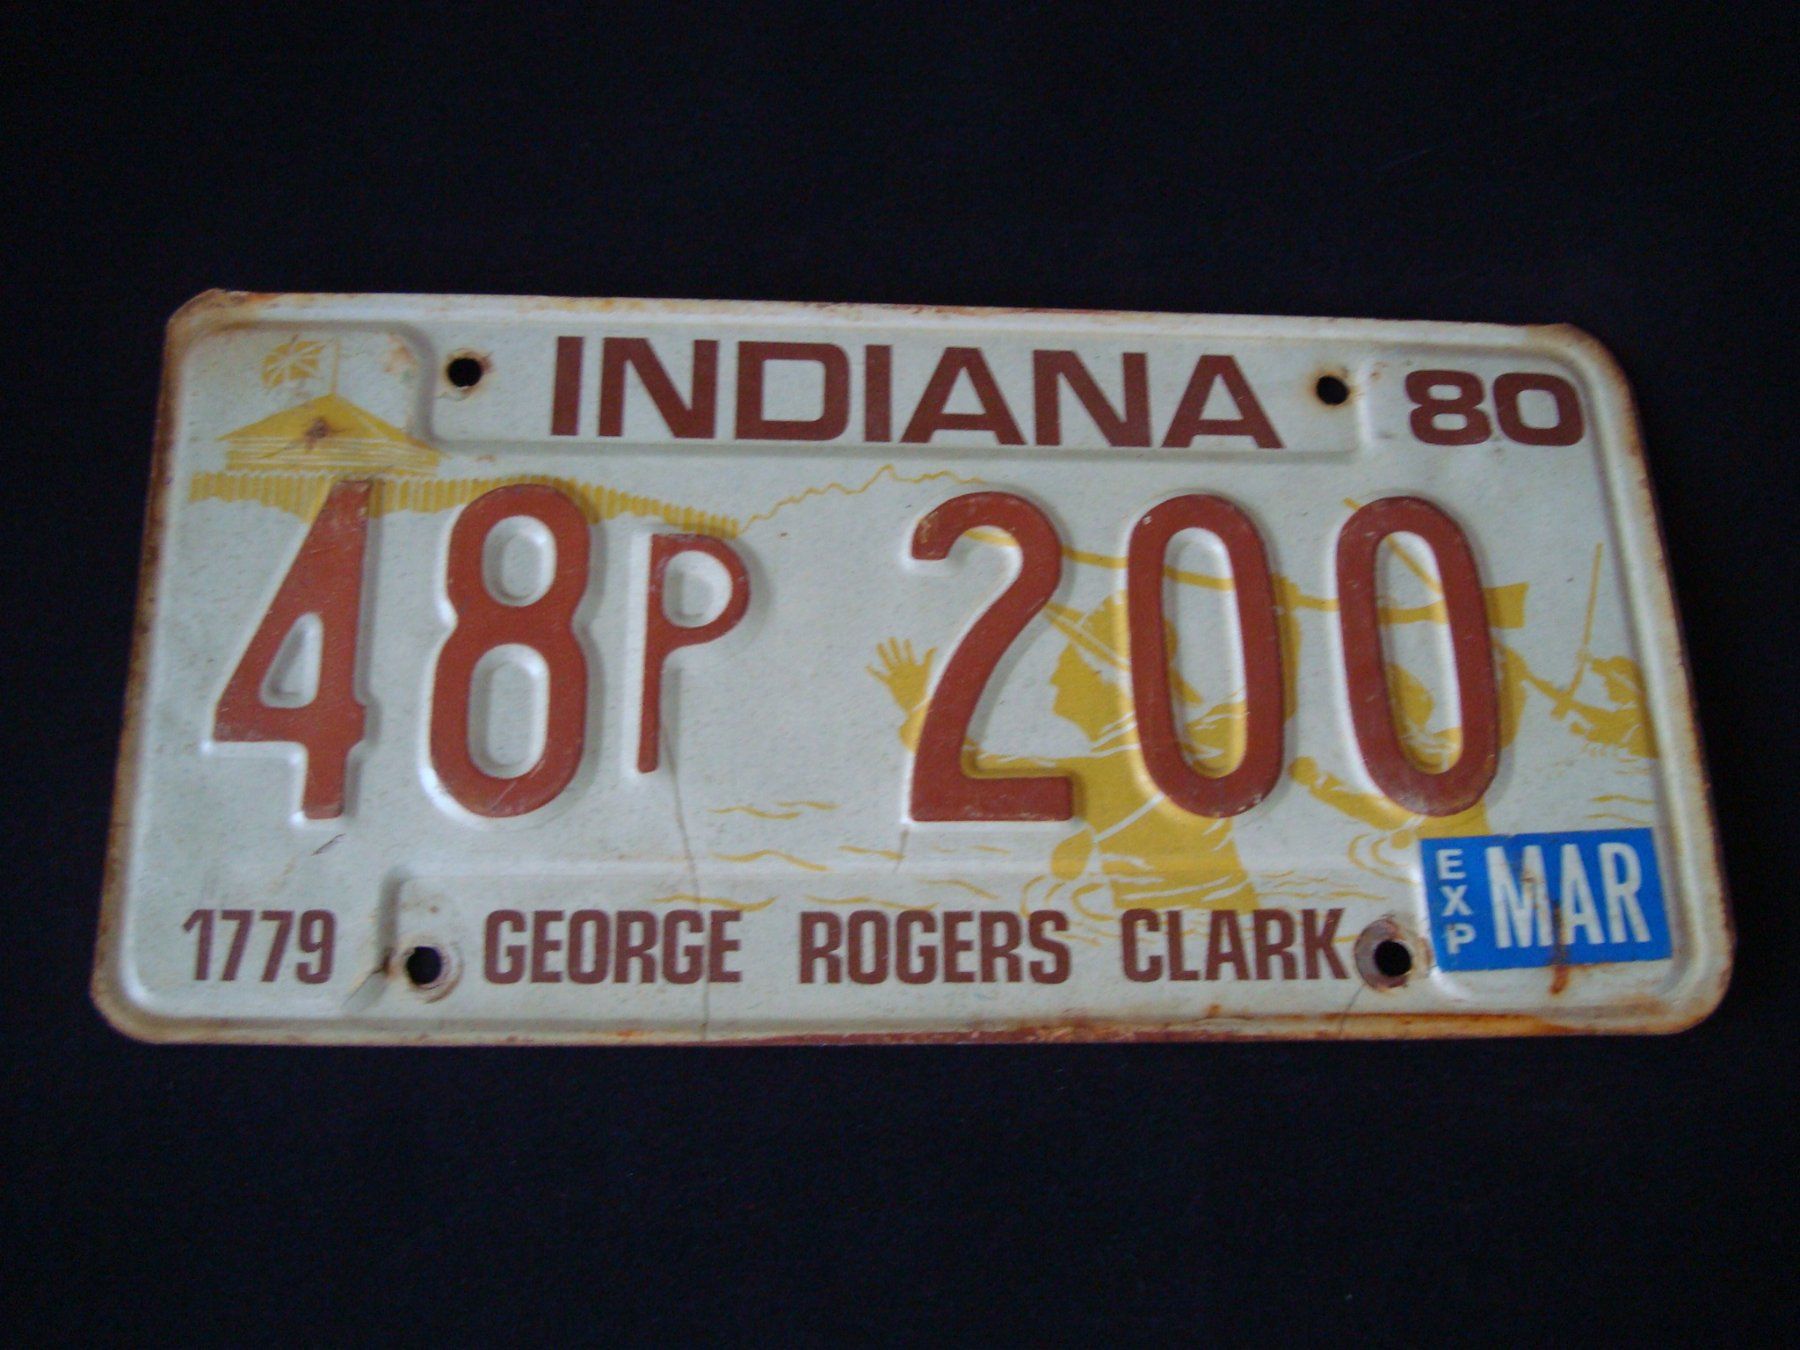 INDIANA 80
48P 200
EXP MAR
1779 GEORGE ROGERS CLARK